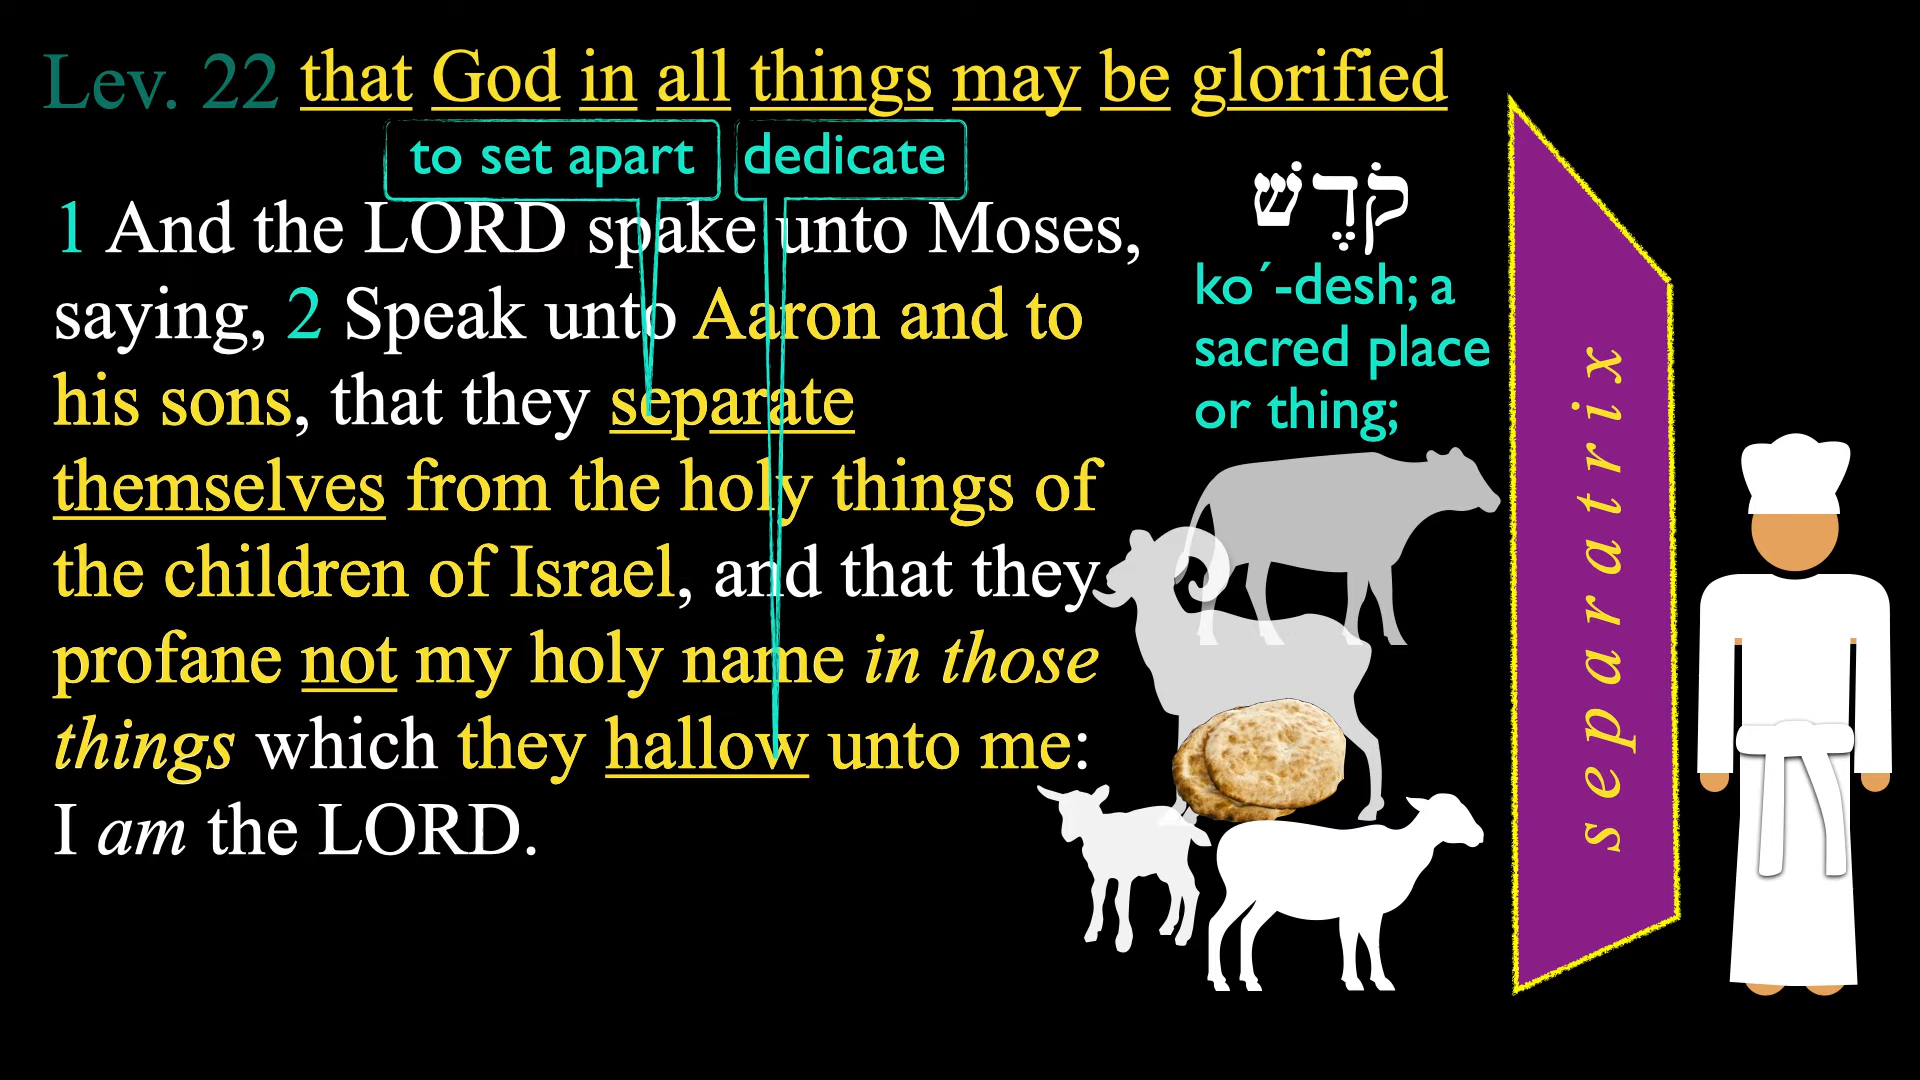 Lev. 22 that God in all things may be glorified
to set apart
dedicate
1 And the LORD spake unto Moses,
saying, 2 Speak unto Aaron and to
his sons, that they separate
themselves from the holy things of
the children of Israel, and that they
profane not my holy name in those
things which they hallow unto me:
I am the LORD.
קֹדֶשׁ
ko´-desh; a
sacred place
or thing;
separatrix